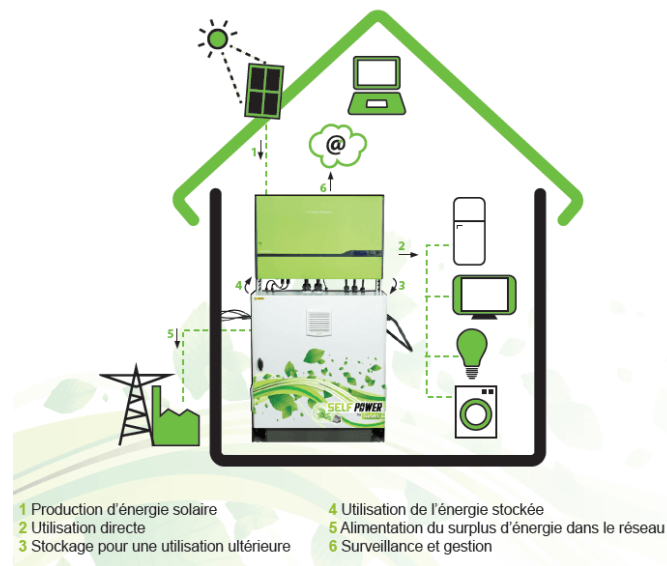 @
1
6
2
4
3
5
SELF POWER
by
1 Production d'énergie solaire
2 Utilisation directe
3 Stockage pour une utilisation ultérieure
4 Utilisation de l'énergie stockée
5 Alimentation du surplus d'énergie dans le réseau
6 Surveillance et gestion